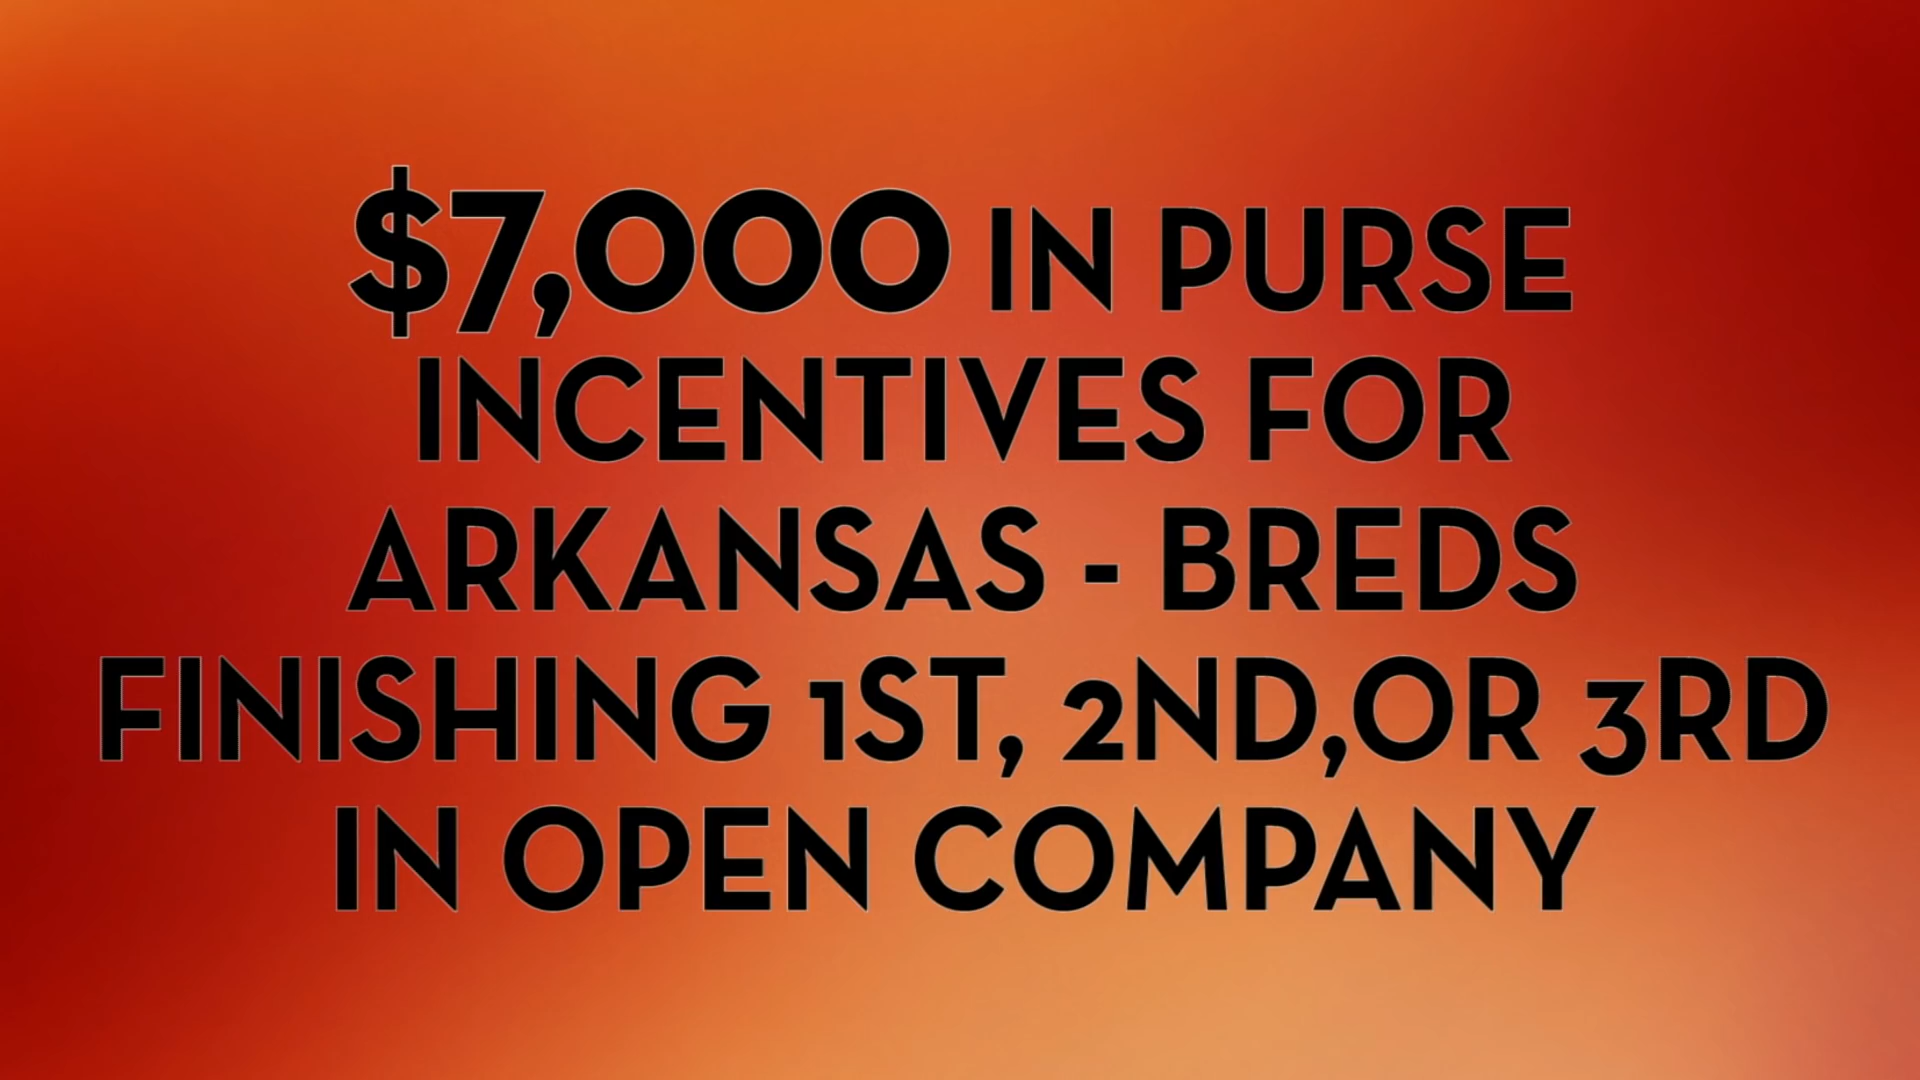 $7,000 IN PURSE
INCENTIVES FOR
ARKANSAS - BREDS
FINISHING 1ST, 2ND,OR 3RD
IN OPEN COMPANY